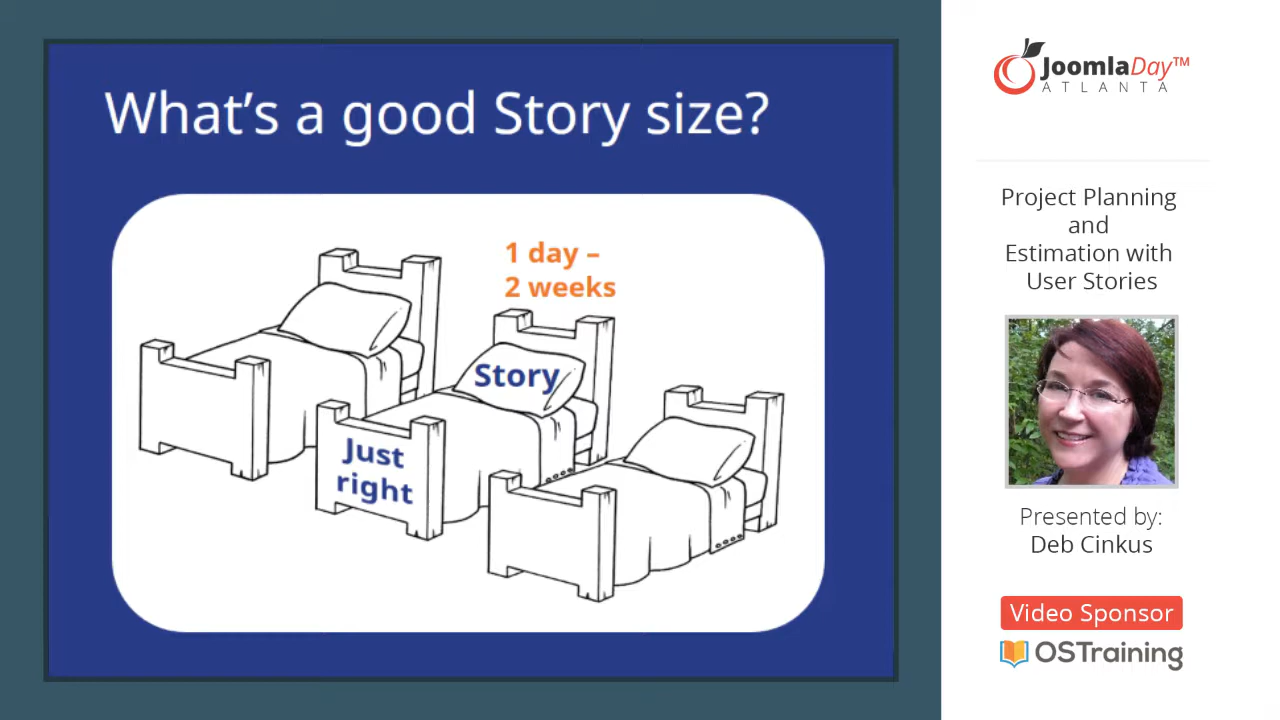 What's a good Story size?
1 day –
2 weeks
Story
Just
right
JoomlaDay™
ATLANTA
Project Planning
and
Estimation with
User Stories
Presented by:
Deb Cinkus
Video Sponsor
OSTraining